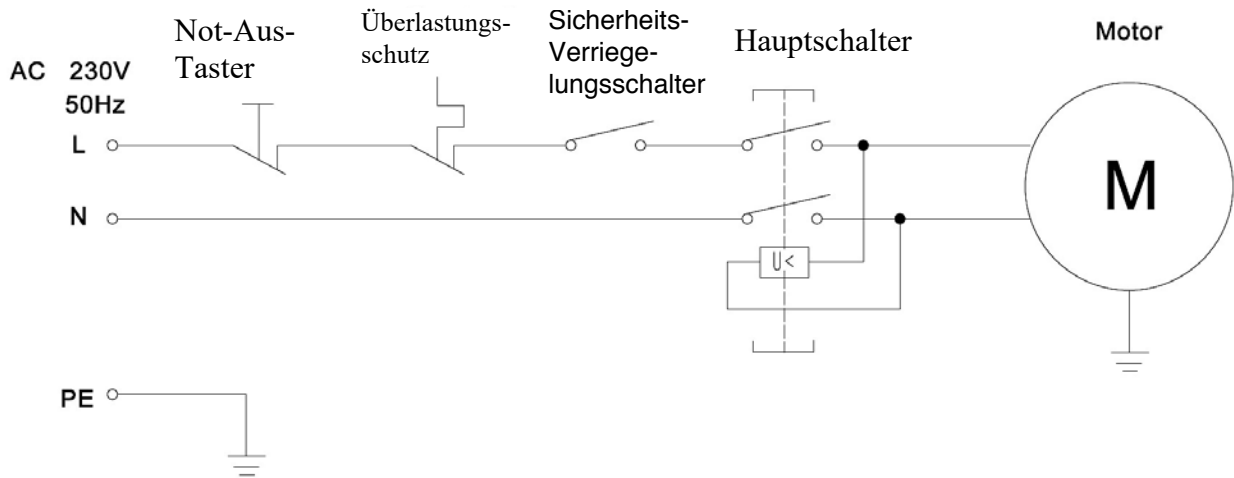 Not-Aus-
Taster
Überlastungs-
schutz
Sicherheits-
Verriege-
lungsschalter
Hauptschalter
Motor
AC 230V
50Hz
L
N
U<
M
PE